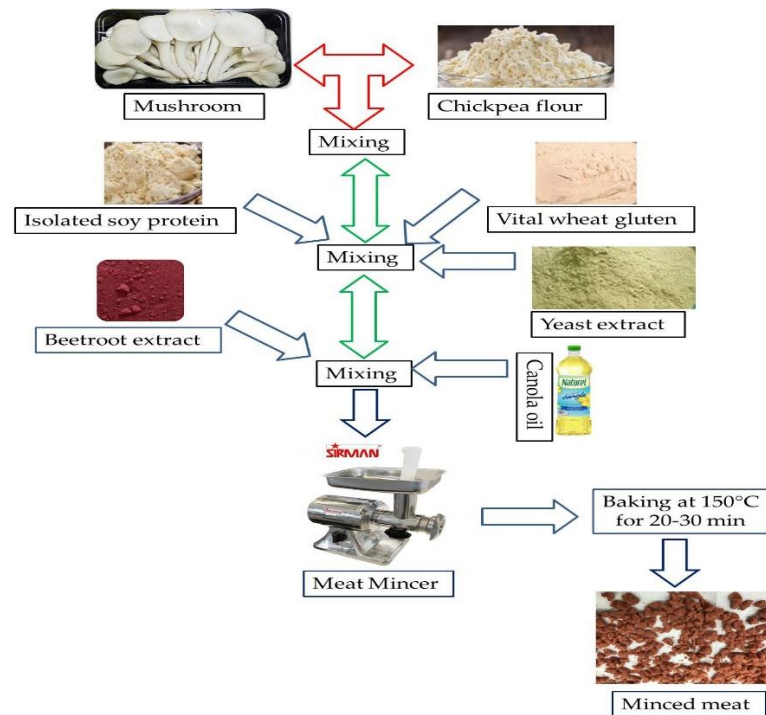 Mushroom
Chickpea flour
Mixing
Isolated soy protein
Vital wheat gluten
Mixing
Beetroot extract
Yeast extract
Mixing
Canola oil
Naturel
SIRMAN
Meat Mincer
Baking at 150°C
for 20-30 min
Minced meat